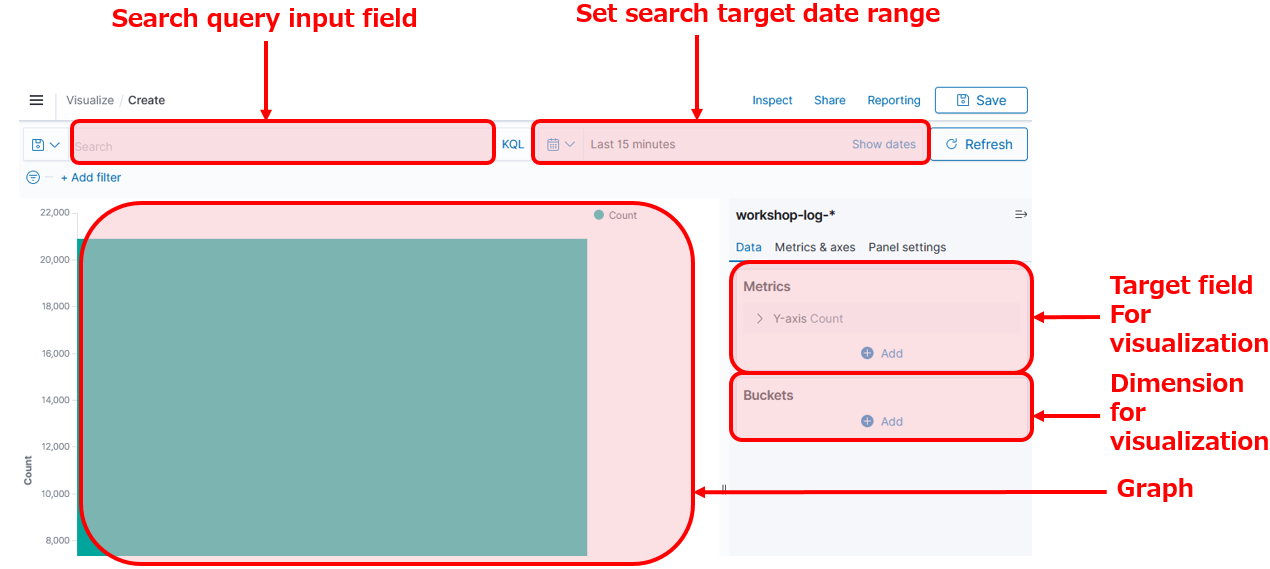 Search query input field
Set search target date range
Visualize / Create
Inspect
Share
Reporting
Save
Search
KQL
Last 15 minutes
Show dates
Refresh
+ Add filter
22,000
20,000
18,000
16,000
14,000
12,000
10,000
8,000
Count
Count
workshop-log-*
Data
Metrics & axes
Panel settings
Metrics
Y-axis Count
Add
Buckets
Add
Target field
For
visualization
Dimension
for
visualization
Graph